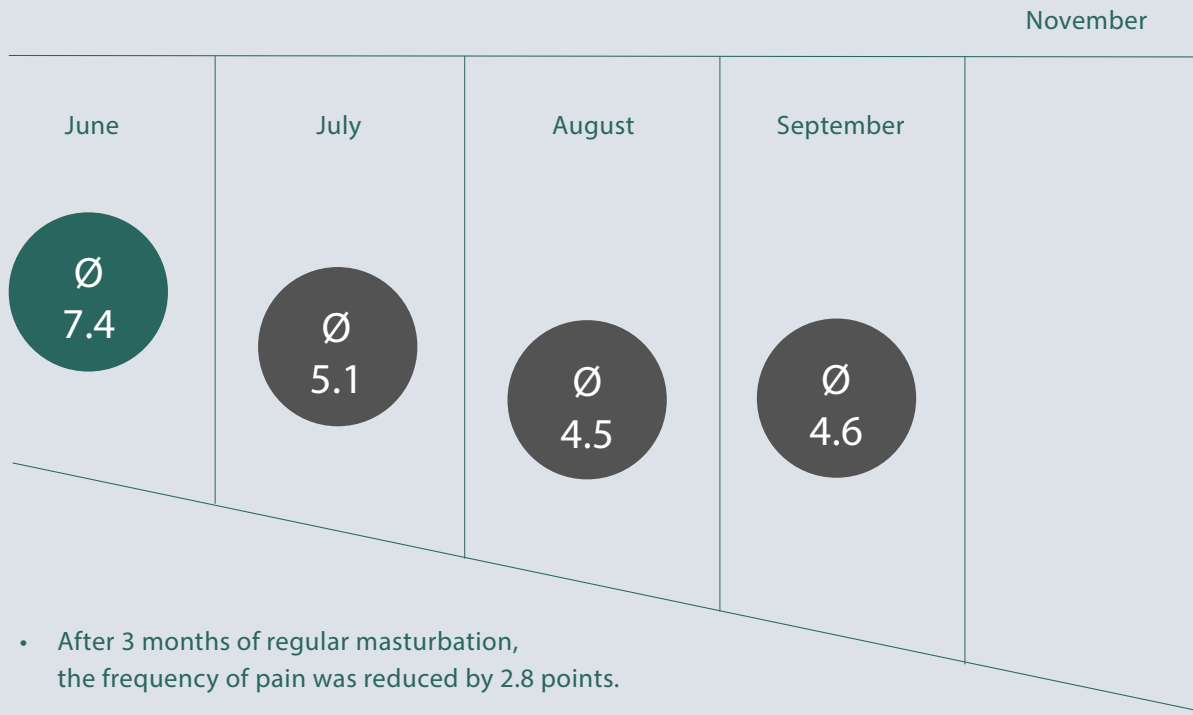 November
June
July
August
September
Ø
7.4
Ø
5.1
Ø
4.5
Ø
4.6
• After 3 months of regular masturbation,
the frequency of pain was reduced by 2.8 points.